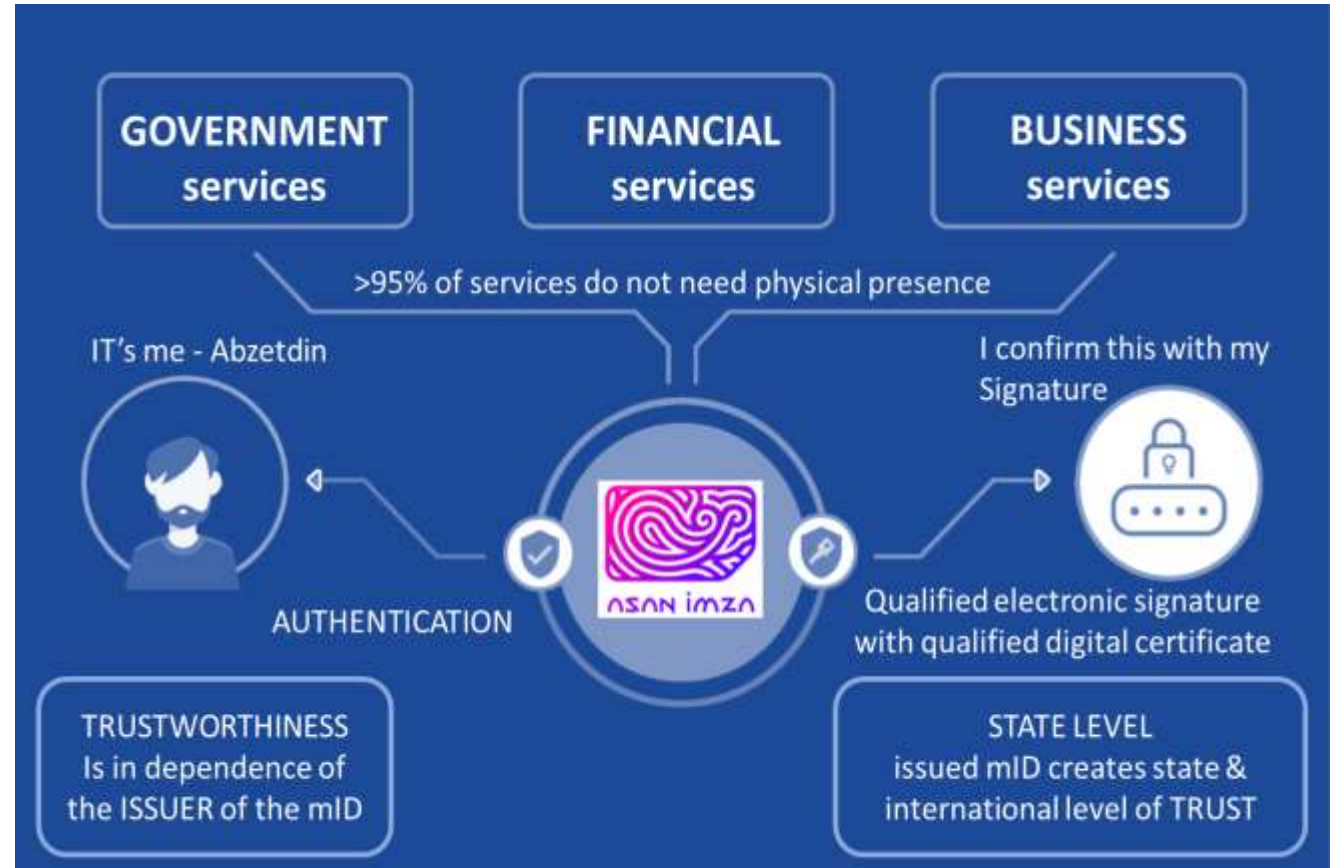 GOVERNMENT
services
FINANCIAL
services
BUSINESS
services
>95% of services do not need physical presence
IT's me - Abzetdin
I confirm this with my
Signature
ASAN İMZA
AUTHENTICATION
Qualified electronic signature
with qualified digital certificate
TRUSTWORTHINESS
Is in dependence of
the ISSUER of the mID
STATE LEVEL
issued mID creates state &
international level of TRUST